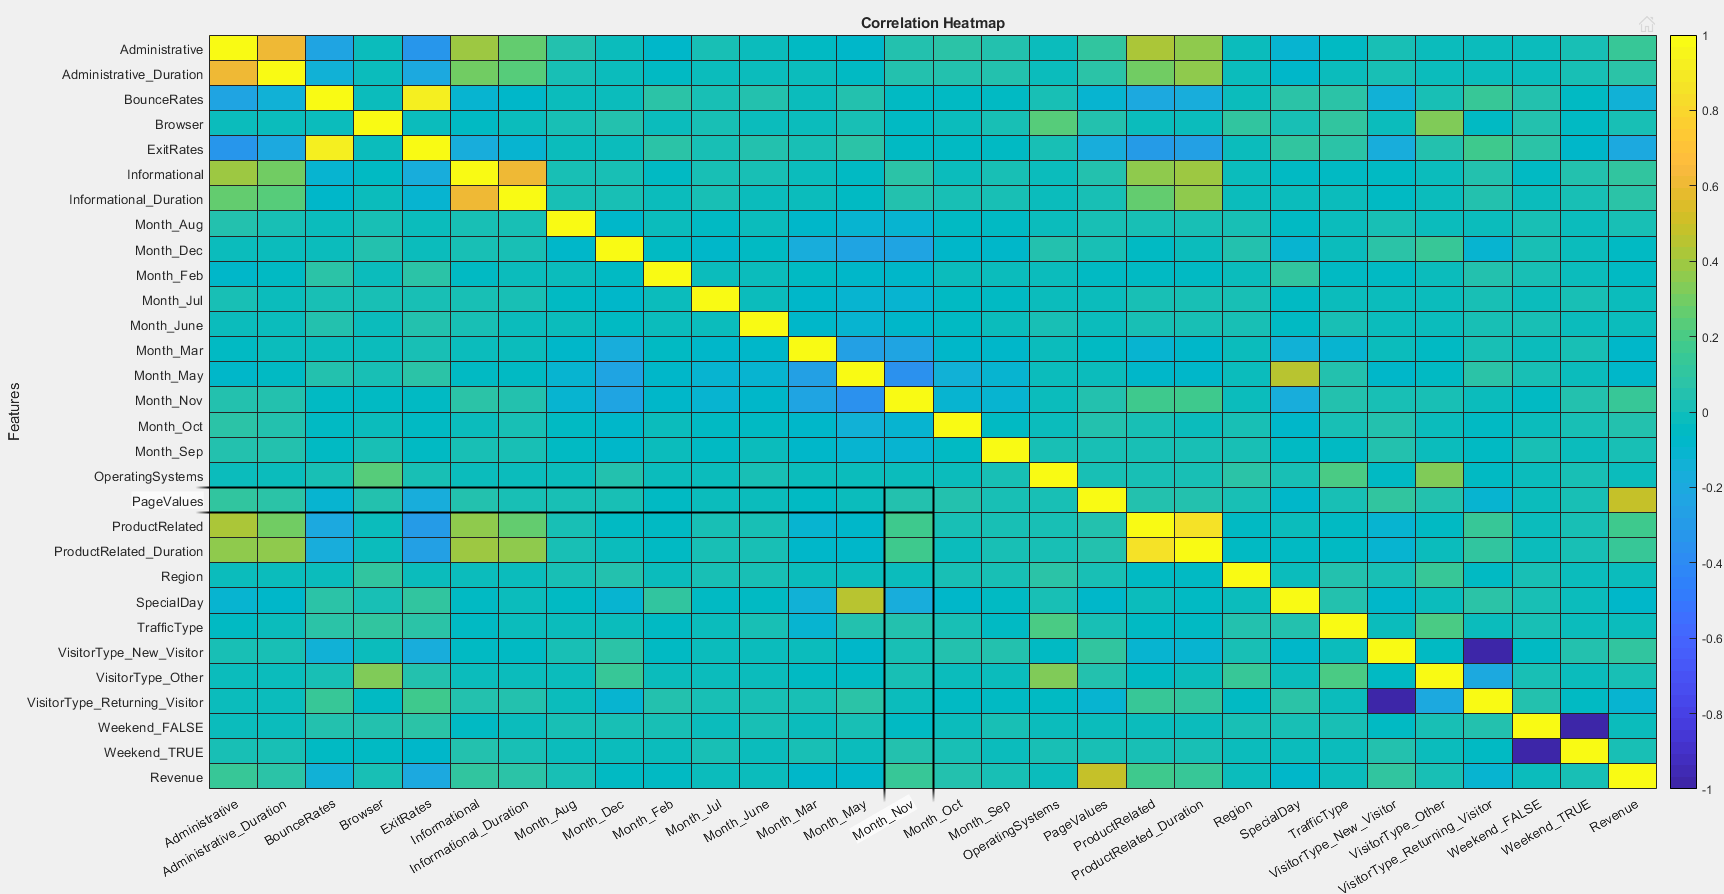 Correlation Heatmap
Features
Administrative
Administrative_Duration
BounceRates
Browser
ExitRates
Informational
Informational_Duration
Month_Aug
Month_Dec
Month_Feb
Month_Jul
Month_June
Month_Mar
Month_May
Month_Nov
Month_Oct
Month_Sep
OperatingSystems
PageValues
ProductRelated
ProductRelated_Duration
Region
SpecialDay
TrafficType
VisitorType_New_Visitor
VisitorType_Other
VisitorType_Returning_Visitor
Weekend_FALSE
Weekend_TRUE
Revenue
Administrative
Administrative_Duration
BounceRates
Browser
ExitRates
Informational
Informational_Duration
Month_Aug
Month_Dec
Month_Feb
Month_Jul
Month_June
Month_Mar
Month_May
Month_Nov
Month_Oct
Month_Sep
OperatingSystems
PageValues
ProductRelated
ProductRelated_Duration
Region
SpecialDay
TrafficType
VisitorType_New_Visitor
VisitorType_Other
VisitorType_Returning_Visitor
Weekend_FALSE
Weekend_TRUE
Revenue
1
0.8
0.6
0.4
0.2
0
-0.2
-0.4
-0.6
-0.8
-1